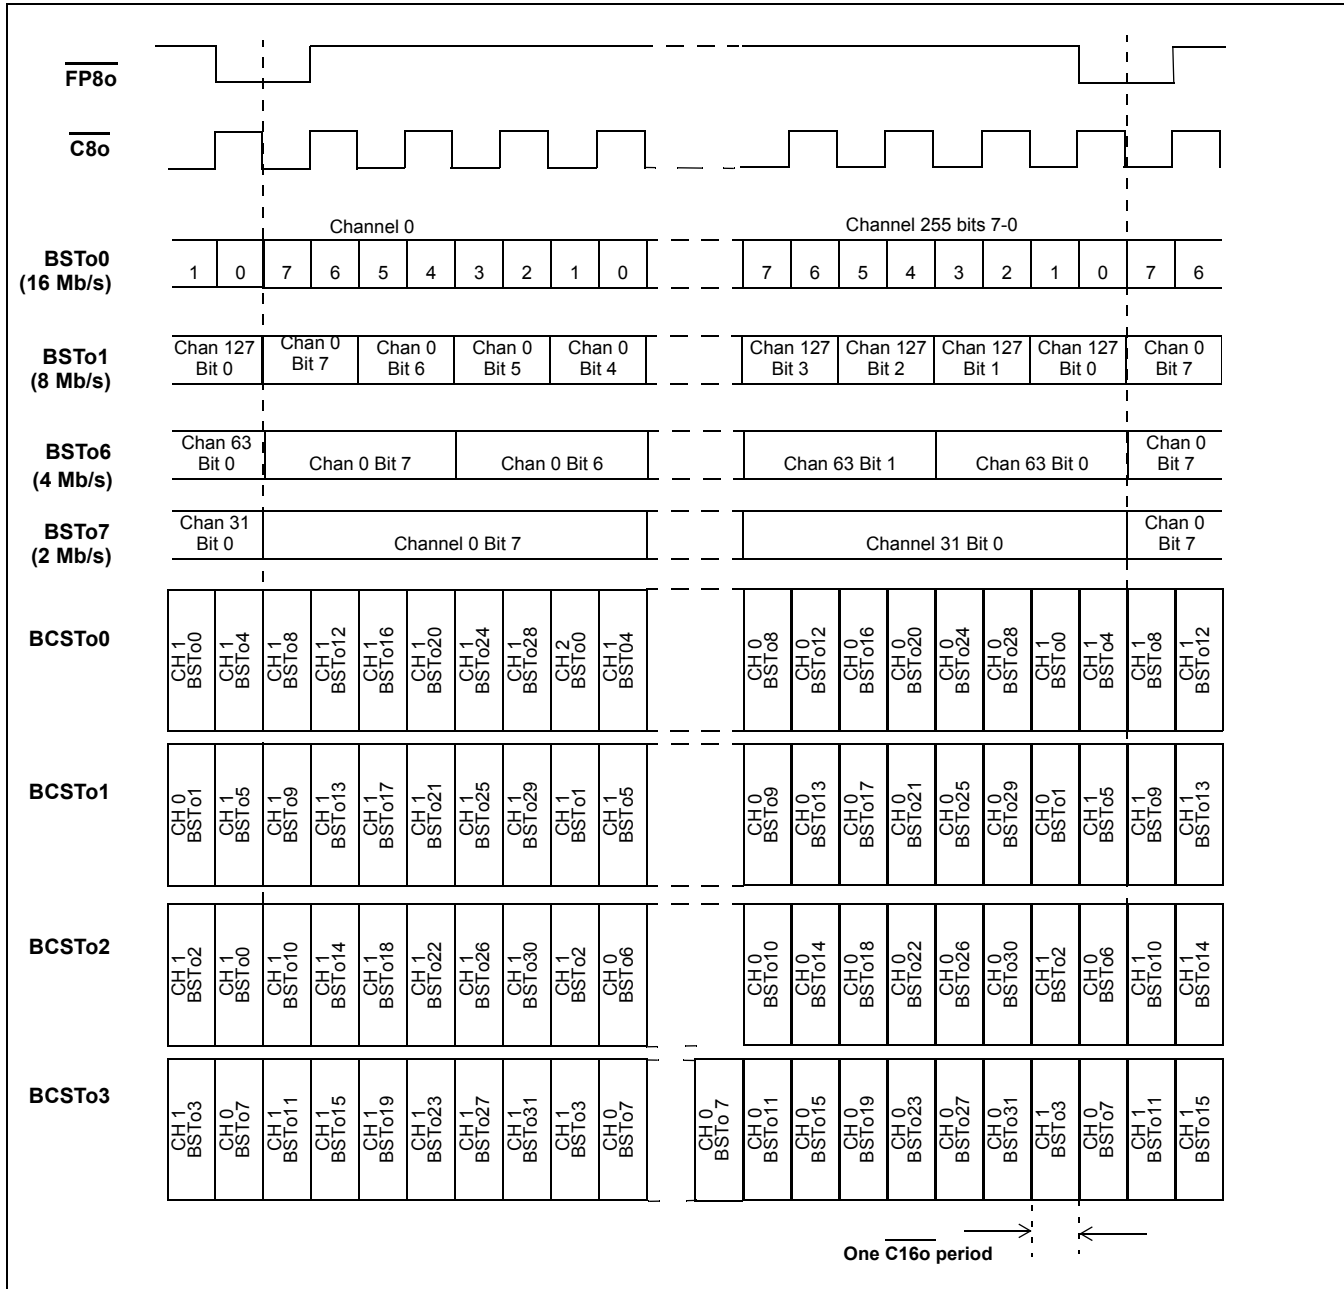 FP8o
C8o
Channel 0
Channel 255 bits 7-0
BSTo0
(16 Mb/s)
1 0 7 6 5 4 3 2 1 0 7 6 5 4 3 2 1 0 7 6
BSTo1
(8 Mb/s)
Chan 127 Chan 0 Chan 0 Chan 0 Chan 0 Chan 127 Chan 127 Chan 127 Chan 127 Chan 0
Bit 0 Bit 7 Bit 6 Bit 5 Bit 4 Bit 3 Bit 2 Bit 1 Bit 0 Bit 7
BSTo6
(4 Mb/s)
Chan 63 Chan 0
Bit 0 Chan 0 Bit 7 Chan 0 Bit 6 Chan 63 Bit 1 Chan 63 Bit 0 Bit 7
BSTo7
(2 Mb/s)
Chan 31 Chan 0
Bit 0 Channel 0 Bit 7 Channel 31 Bit 0 Bit 7
BCSTo0
CH 1 CH 1 CH 1 CH 1 CH 1 CH 1 CH 1 CH 1 CH 2 CH 1 CH 0 CH 0 CH 0 CH 0 CH 0 CH 0 CH 1 CH 1 CH 1 CH 1
BSTo0 BSTo4 BSTo8 BSTo12 BSTo16 BSTo20 BSTo24 BSTo28 BSTo0 BST04 BSTo8 BSTo12 BSTo16 BSTo20 BSTo24 BSTo28 BSTo0 BSTo4 BSTo8 BSTo12
BCSTo1
CH 0 CH 1 CH 1 CH 1 CH 1 CH 1 CH 1 CH 1 CH 2 CH 1 CH 0 CH 0 CH 0 CH 0 CH 0 CH 0 CH 0 CH 1 CH 1 CH 1
BSTo1 BSTo5 BSTo9 BSTo13 BSTo17 BSTo21 BSTo25 BSTo29 BSTo1 BSTo5 BSTo9 BSTo13 BSTo17 BSTo21 BSTo25 BSTo29 BSTo1 BSTo5 BSTo9 BSTo13
BCSTo2
CH 1 CH 1 CH 1 CH 1 CH 1 CH 1 CH 1 CH 1 CH 1 CH 0 CH 0 CH 0 CH 0 CH 0 CH 0 CH 0 CH 1 CH 0 CH 1 CH 1
BSTo2 BSTo0 BSTo10 BSTo14 BSTo18 BSTo22 BSTo26 BSTo30 BSTo2 BSTo6 BSTo10 BSTo14 BSTo18 BSTo22 BSTo26 BSTo30 BSTo2 BSTo6 BSTo10 BSTo14
BCSTo3
CH 1 CH 0 CH 1 CH 1 CH 1 CH 1 CH 1 CH 1 CH 1 CH 0 CH 0 CH 0 CH 0 CH 0 CH 0 CH 0 CH 0 CH 1 CH 0 CH 1 CH 1
BSTo3 BSTo7 BSTo11 BSTo15 BSTo19 BSTo23 BSTo27 BSTo31 BSTo3 BSTo7 BSTo 7 BSTo11 BSTo15 BSTo19 BSTo23 BSTo27 BSTo31 BSTo3 BSTo7 BSTo11 BSTo15
One C16o period